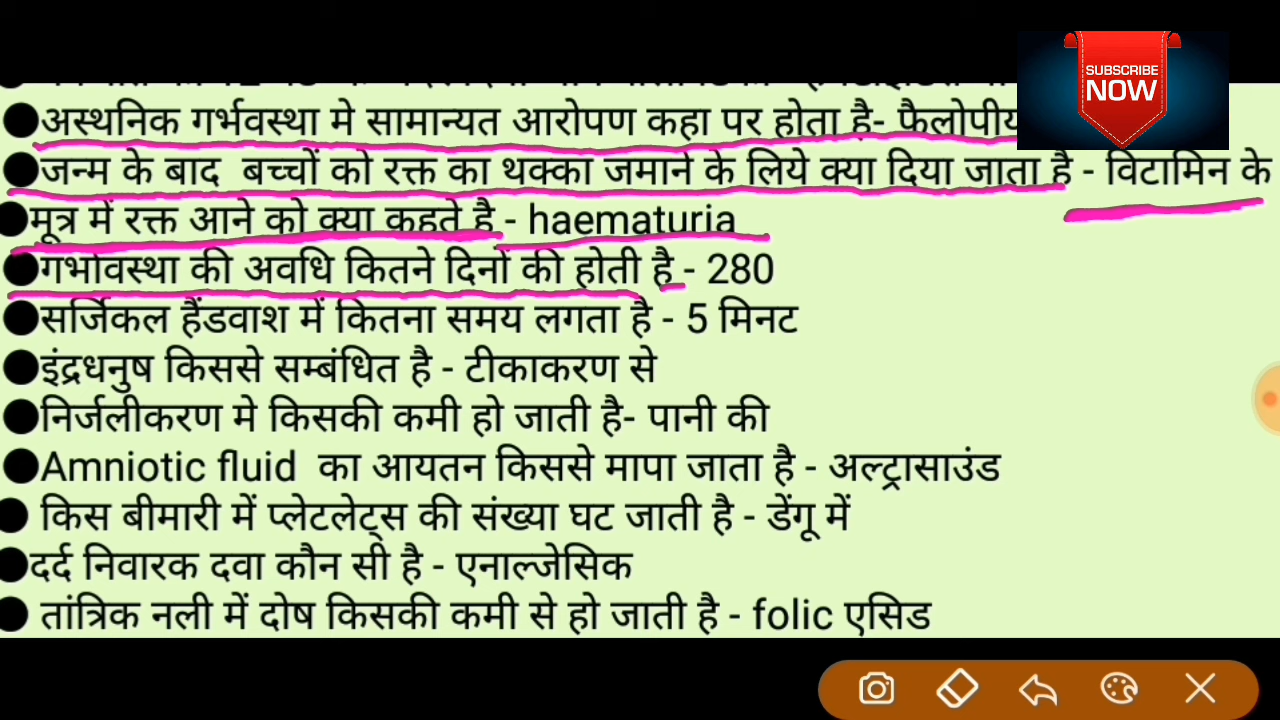 ●अस्थनिक गर्भवस्था मे सामान्यत आरोपण कहा पर होता है-
SUBSCRIBE
NOW
●जन्म के बाद बच्चों को रक्त का थक्का जमाने के लिये क्या दिया जाता है - विटामिन के
●मूत्र में रक्त आने को क्या कहते है - haematuria
●गर्भावस्था की अवधि कितने दिनों की होती है - 280
●सर्जिकल हैंडवाश में कितना समय लगता है - 5 मिनट
●इंद्रधनुष किससे सम्बंधित है - टीकाकरण से
●निर्जलीकरण मे किसकी कमी हो जाती है- पानी की
●Amniotic fluid का आयतन किससे मापा जाता है - अल्ट्रासाउंड
● किस बीमारी में प्लेटलेट्स की संख्या घट जाती है - डेंगू में
●दर्द निवारक दवा कौन सी है - एनाल्जेसिक
● तांत्रिक नली में दोष किसकी कमी से हो जाती है - folic एसिड